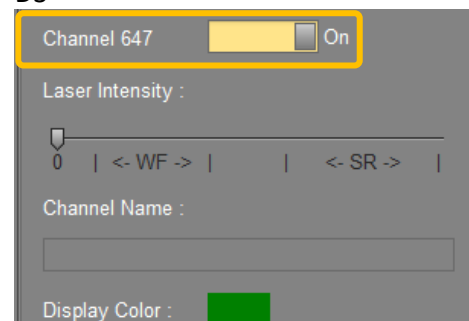 Channel 647 On
Laser Intensity :
0 | <- WF -> | | <- SR -> |
Channel Name :
Display Color :